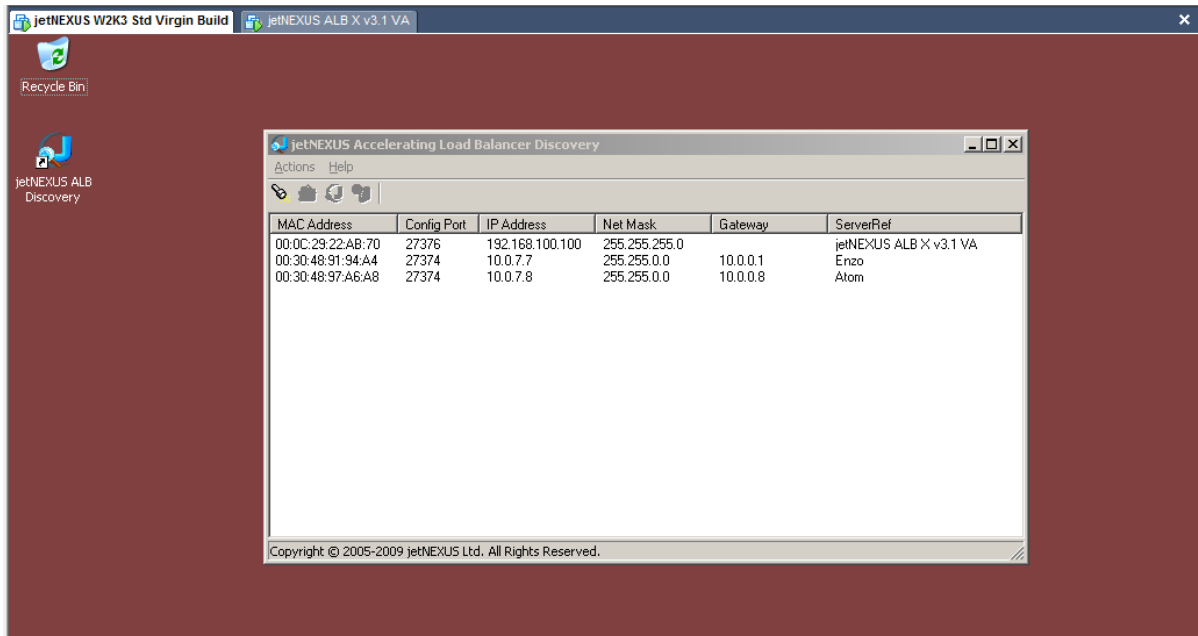 jetNEXUS W2K3 Std Virgin Build jetNEXUS ALB X v3.1 VA
Recycle Bin
jetNEXUS ALB
Discovery
jetNEXUS Accelerating Load Balancer Discovery
Actions Help
MAC Address Config Port IP Address Net Mask Gateway ServerRef
00:0C:29:22:AB:70 27376 192.168.100.100 255.255.255.0 jetNEXUS ALB X v3.1 VA
00:30:48:91:94:A4 27374 10.0.7.7 255.255.0.0 10.0.0.1 Enzo
00:30:48:97:A6:A8 27374 10.0.7.8 255.255.0.0 10.0.0.8 Atom
Copyright © 2005-2009 jetNEXUS Ltd. All Rights Reserved.